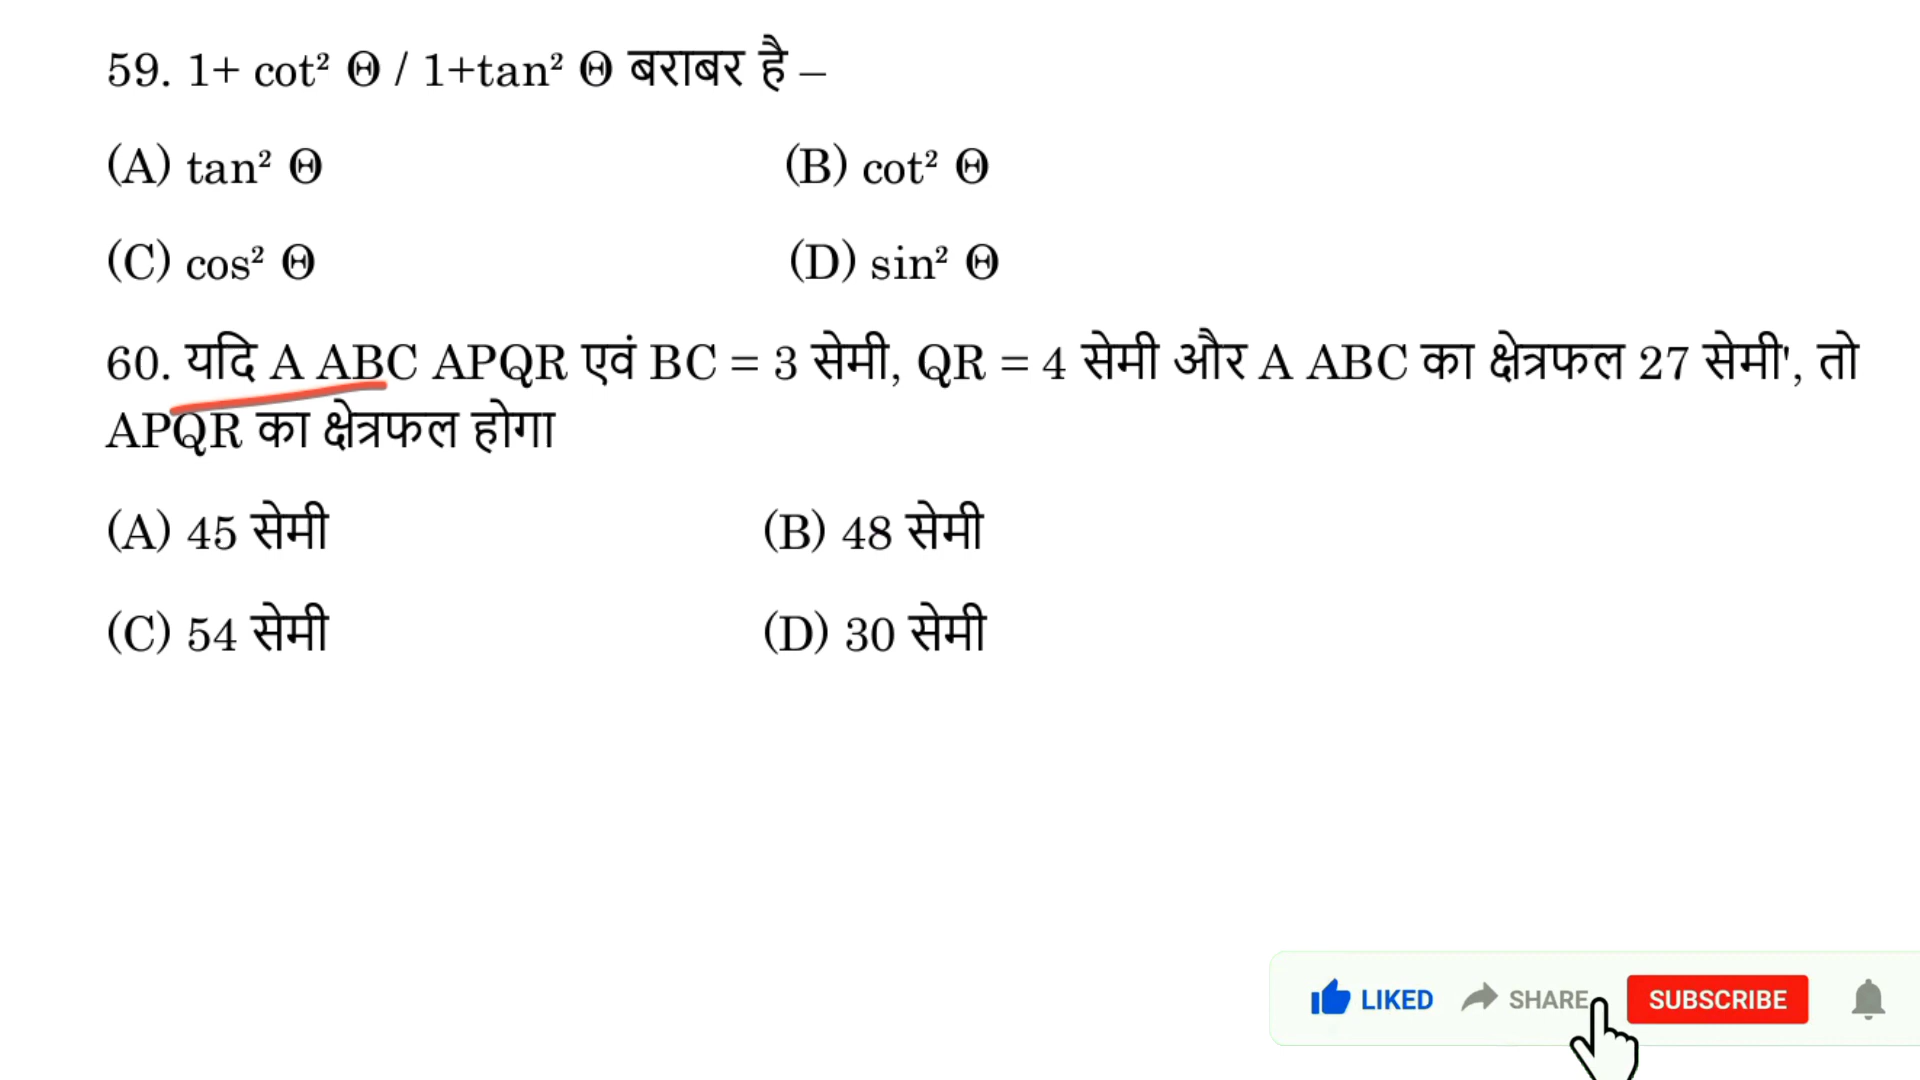 59. 1+ cot² Θ / 1+tan² Θ बराबर है –
(A) tan² Θ (B) cot² Θ
(C) cos² Θ (D) sin² Θ
60. यदि A ABC APQR एवं BC = 3 सेमी, QR = 4 सेमी और A ABC का क्षेत्रफल 27 सेमी', तो
APQR का क्षेत्रफल होगा
(A) 45 सेमी (B) 48 सेमी
(C) 54 सेमी (D) 30 सेमी
LIKED SHARE SUBSCRIBE